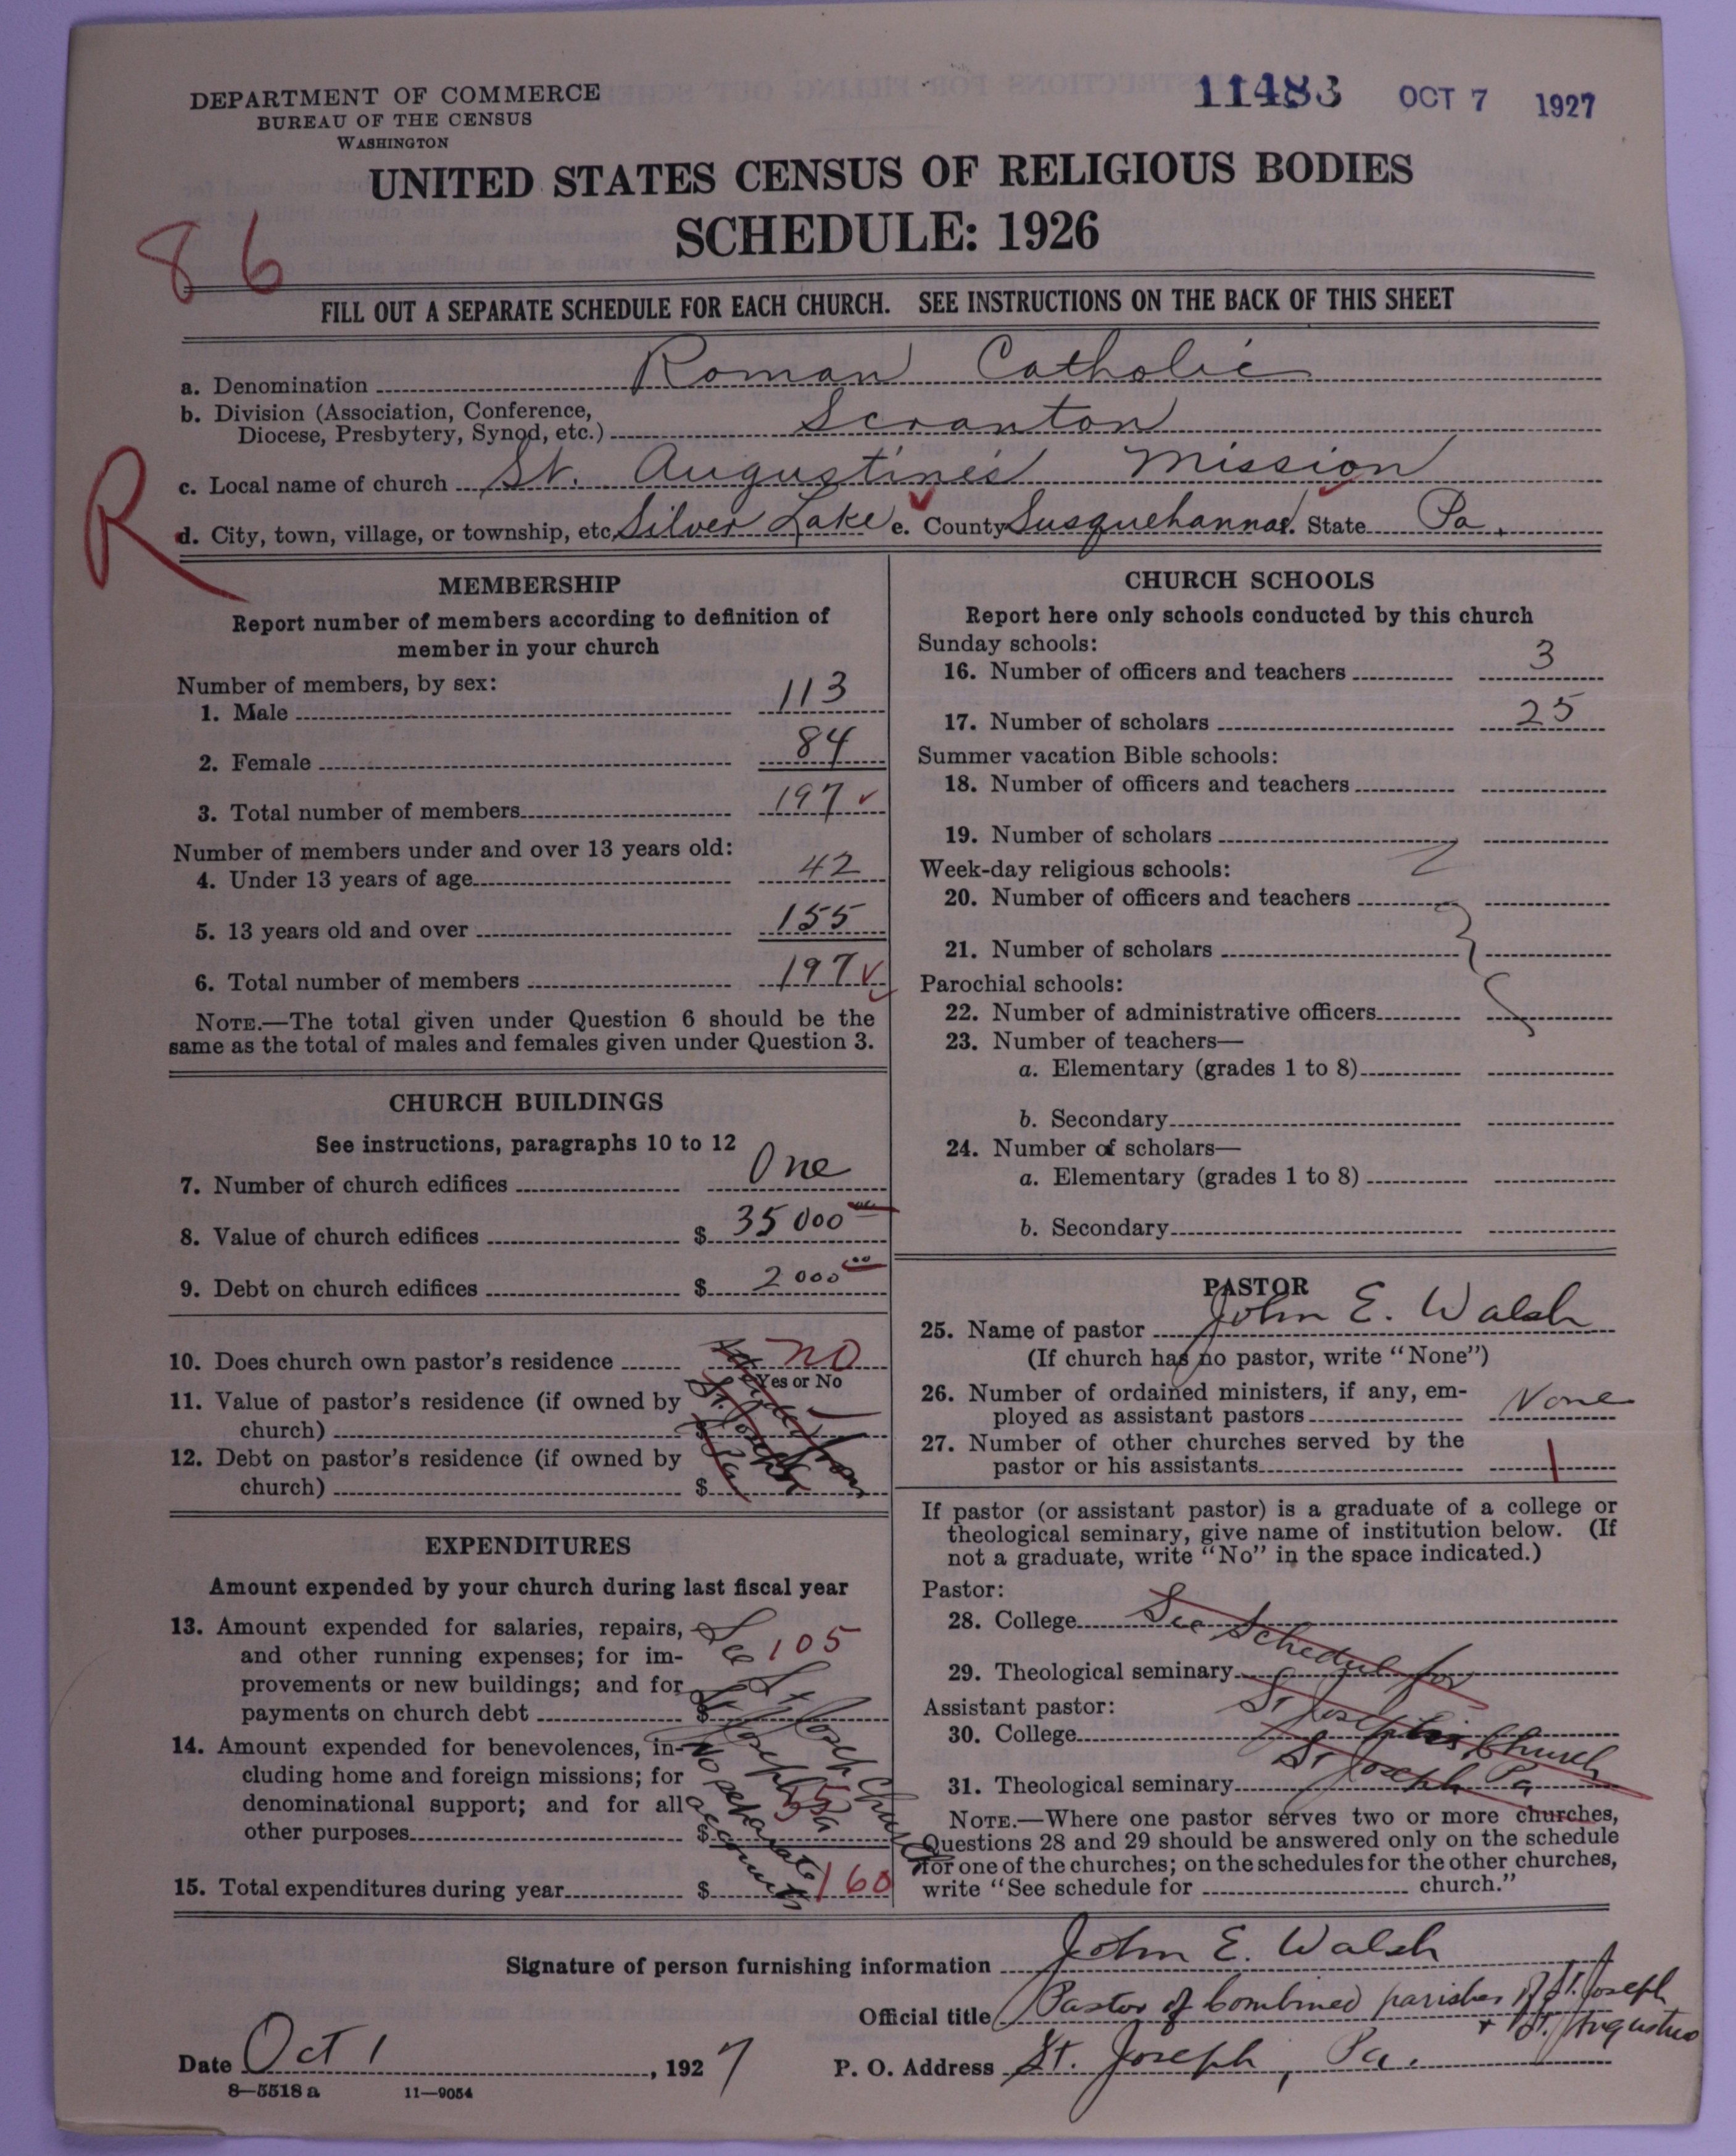 DEPARTMENT OF COMMERCE
BUREAU OF THE CENSUS
WASHINGTON
11483 OCT 7 1927
UNITED STATES CENSUS OF RELIGIOUS BODIES
SCHEDULE: 1926
86
FILL OUT A SEPARATE SCHEDULE FOR EACH CHURCH. SEE INSTRUCTIONS ON THE BACK OF THIS SHEET
a. Denomination Roman Catholic
b. Division (Association, Conference,
Diocese, Presbytery, Synod, etc.) Scranton
c. Local name of church St. Augustine's Mission
R
d. City, town, village, or township, etc. Silver Lake e. County Susquehanna f. State Pa.
MEMBERSHIP
Report number of members according to definition of
member in your church
Number of members, by sex:
1. Male 113
2. Female 84
3. Total number of members 197 ✓
Number of members under and over 13 years old:
4. Under 13 years of age 42
5. 13 years old and over 155
6. Total number of members 197 ✓
NOTE.—The total given under Question 6 should be the
same as the total of males and females given under Question 3.
CHURCH BUILDINGS
See instructions, paragraphs 10 to 12
7. Number of church edifices One
8. Value of church edifices $ 35000
9. Debt on church edifices $ 2000 00
10. Does church own pastor's residence no
Yes or No
11. Value of pastor's residence (if owned by
church) $
12. Debt on pastor's residence (if owned by
church) $
St. Joseph
EXPENDITURES
Amount expended by your church during last fiscal year
13. Amount expended for salaries, repairs,
and other running expenses; for im-
provements or new buildings; and for
payments on church debt $ 105
14. Amount expended for benevolences, in-
cluding home and foreign missions; for
denominational support; and for all
other purposes $ 55
15. Total expenditures during year $ 160
See St Joseph Church
St Joseph Pa
No separate
accounts
CHURCH SCHOOLS
Report here only schools conducted by this church
Sunday schools:
16. Number of officers and teachers 3
17. Number of scholars 25
Summer vacation Bible schools:
18. Number of officers and teachers
19. Number of scholars
Week-day religious schools:
20. Number of officers and teachers
21. Number of scholars
Parochial schools:
22. Number of administrative officers
23. Number of teachers—
a. Elementary (grades 1 to 8)
b. Secondary
24. Number of scholars—
a. Elementary (grades 1 to 8)
b. Secondary
PASTOR
25. Name of pastor John E. Walsh
(If church has no pastor, write "None")
26. Number of ordained ministers, if any, em-
ployed as assistant pastors None
27. Number of other churches served by the
pastor or his assistants 1
If pastor (or assistant pastor) is a graduate of a college or
theological seminary, give name of institution below. (If
not a graduate, write "No" in the space indicated.)
Pastor:
28. College See
Schedule for
29. Theological seminary
Assistant pastor: St Joseph's Church
30. College
St Joseph Pa
31. Theological seminary
NOTE.—Where one pastor serves two or more churches,
Questions 28 and 29 should be answered only on the schedule
for one of the churches; on the schedules for the other churches,
write "See schedule for church."
Signature of person furnishing information John E. Walsh
Official title Pastor of combined parishes of St. Joseph
+ St. Augustine
Date Oct 1, 1927 P. O. Address St. Joseph, Pa.
8—5518 a 11—9054